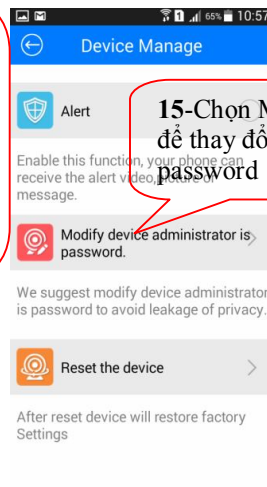 1 65% 10:57
Device Manage
Alert
15-Chọn M
để thay đổ
password
Enable this function, your phone can
receive the alert video,picture or
message.
Modify device administrator is
password.
We suggest modify device administrator
is password to avoid leakage of privacy.
Reset the device
After reset device will restore factory
Settings